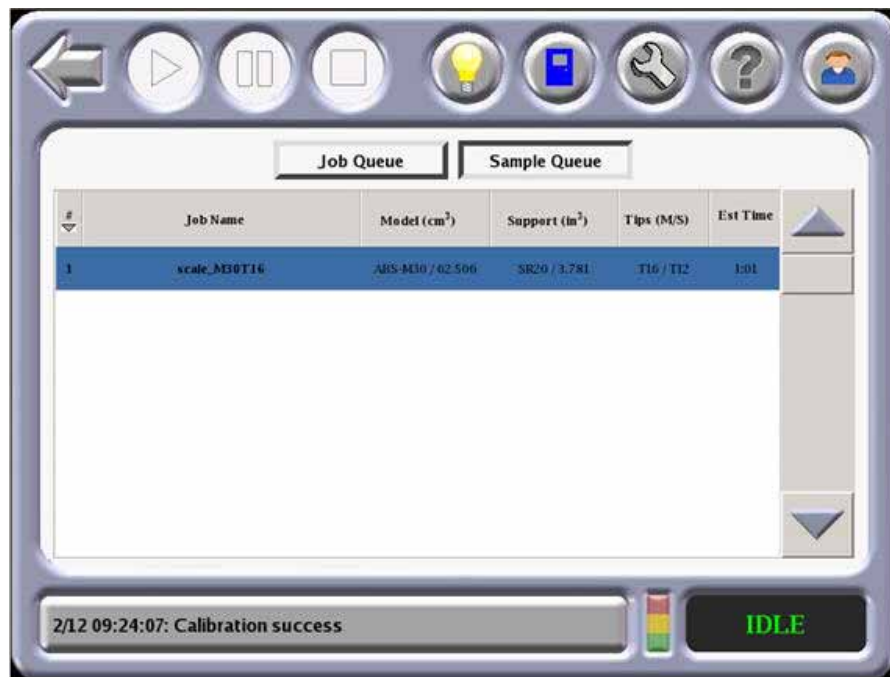 Job Queue Sample Queue
# Job Name Model (cm³) Support (in³) Tips (M/S) Est Time
1 scale_M30T16 ABS-M30 / 62.506 SR20 / 3.781 T16 / T12 1:01
2/12 09:24:07: Calibration success IDLE